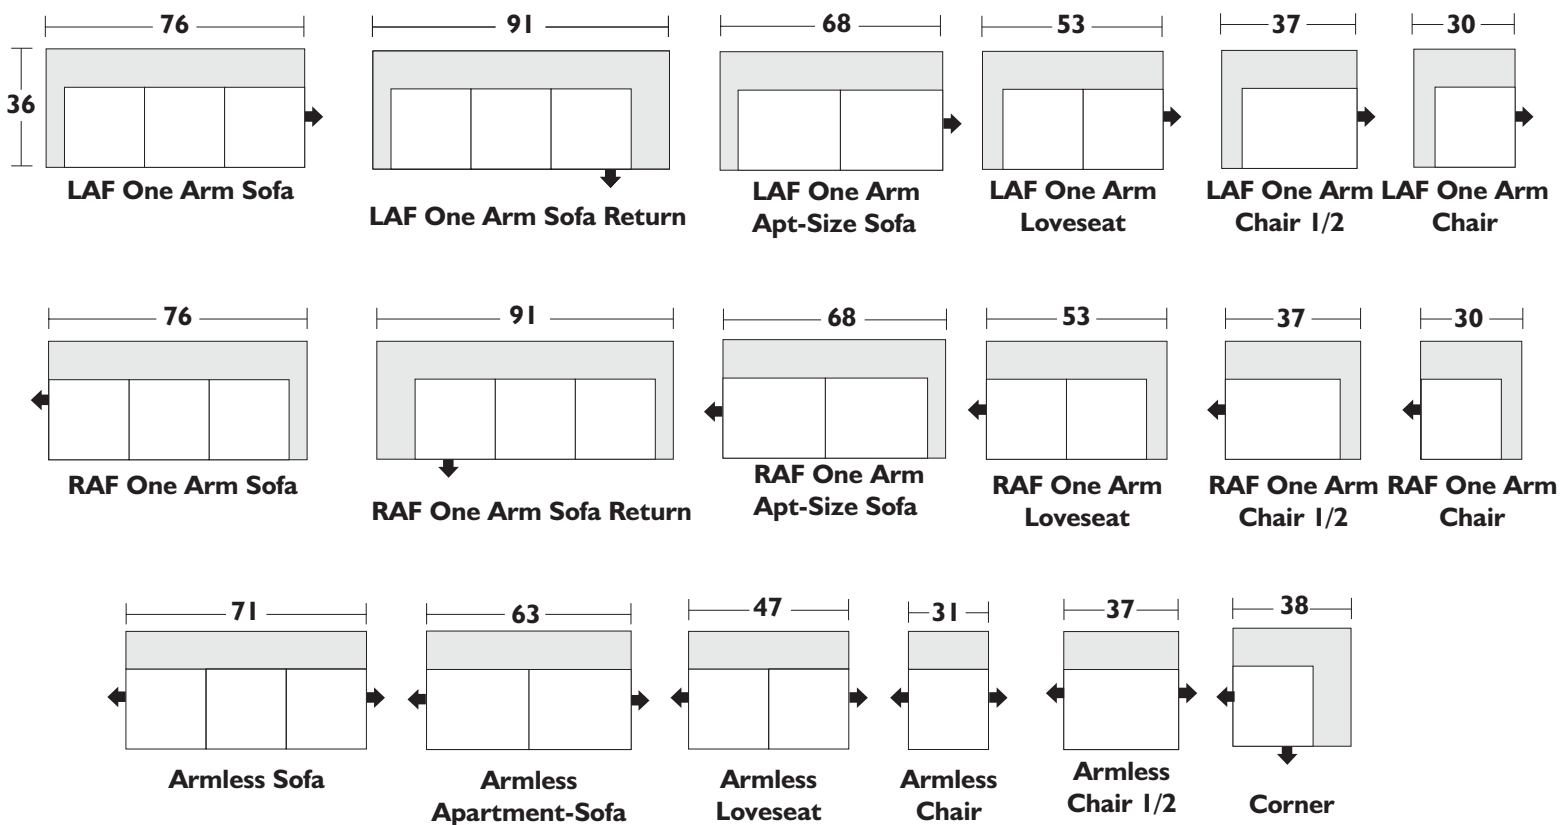 76
91
68
53
37
30
36
LAF One Arm Sofa
LAF One Arm Sofa Return
LAF One Arm
Apt-Size Sofa
LAF One Arm
Loveseat
LAF One Arm
Chair 1/2
LAF One Arm
Chair
76
91
68
53
37
30
RAF One Arm Sofa
RAF One Arm Sofa Return
RAF One Arm
Apt-Size Sofa
RAF One Arm
Loveseat
RAF One Arm
Chair 1/2
RAF One Arm
Chair
71
63
47
31
37
38
Armless Sofa
Armless
Apartment-Sofa
Armless
Loveseat
Armless
Chair
Armless
Chair 1/2
Corner